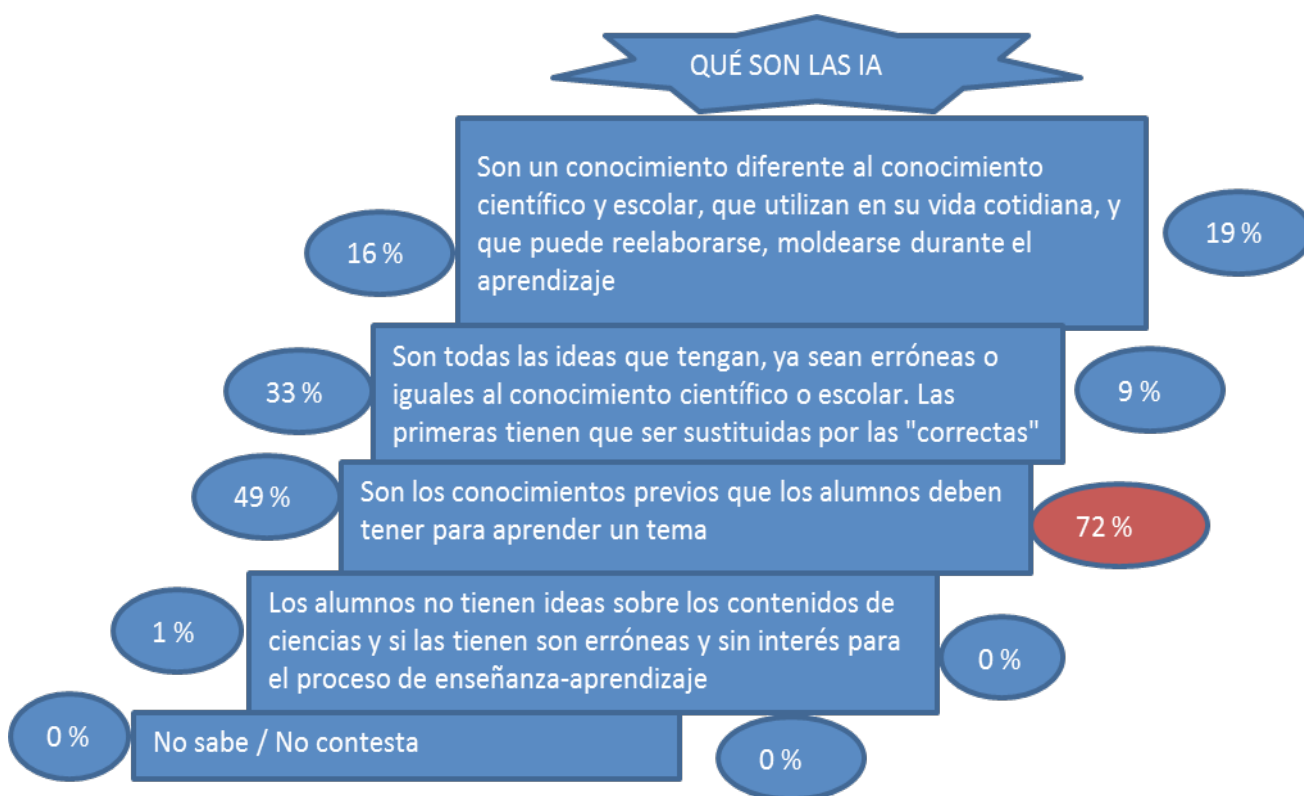 QUÉ SON LAS IA
Son un conocimiento diferente al conocimiento
científico y escolar, que utilizan en su vida cotidiana, y
que puede reelaborarse, moldearse durante el
aprendizaje
16 %
19 %
Son todas las ideas que tengan, ya sean erróneas o
iguales al conocimiento científico o escolar. Las
primeras tienen que ser sustituidas por las "correctas"
33 %
9 %
Son los conocimientos previos que los alumnos deben
tener para aprender un tema
49 %
72 %
Los alumnos no tienen ideas sobre los contenidos de
ciencias y si las tienen son erróneas y sin interés para
el proceso de enseñanza-aprendizaje
1 %
0 %
No sabe / No contesta
0 %
0 %